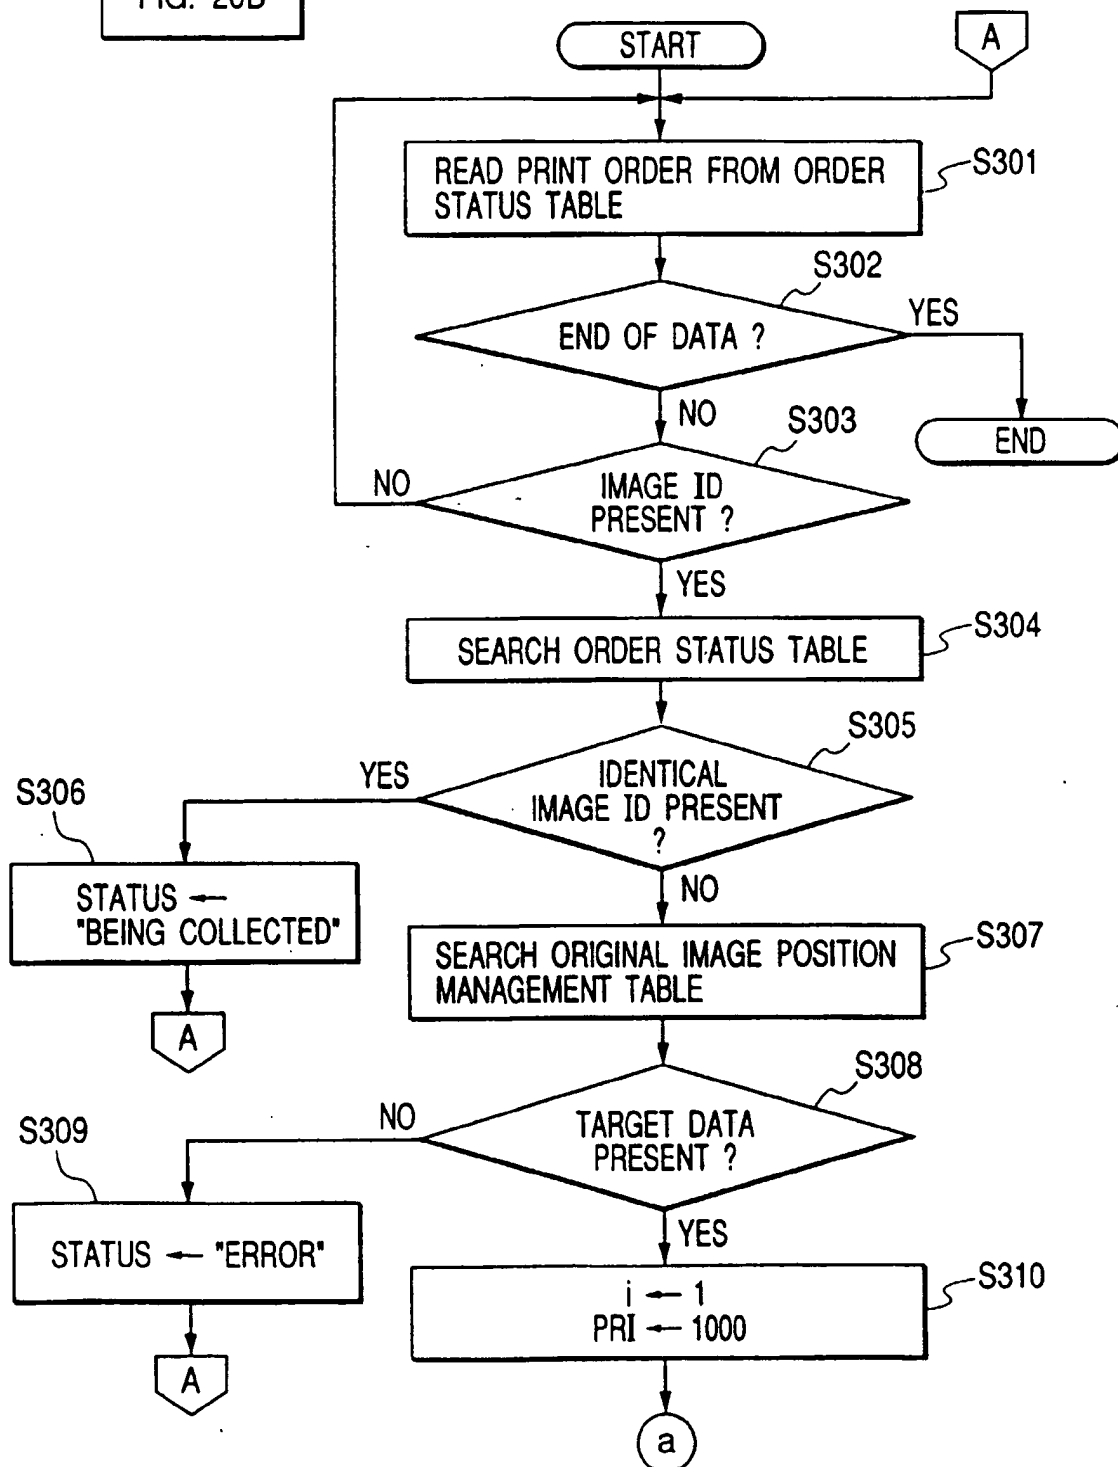 FIG. 20B
START
A
READ PRINT ORDER FROM ORDER
STATUS TABLE
S301
S302
END OF DATA ?
YES
NO
END
S303
IMAGE ID
PRESENT ?
NO
YES
S304
SEARCH ORDER STATUS TABLE
S305
IDENTICAL
IMAGE ID PRESENT
?
YES
NO
S306
STATUS ←
"BEING COLLECTED"
A
S307
SEARCH ORIGINAL IMAGE POSITION
MANAGEMENT TABLE
S308
TARGET DATA
PRESENT ?
NO
YES
S309
STATUS ← "ERROR"
A
S310
i ← 1
PRI ← 1000
a